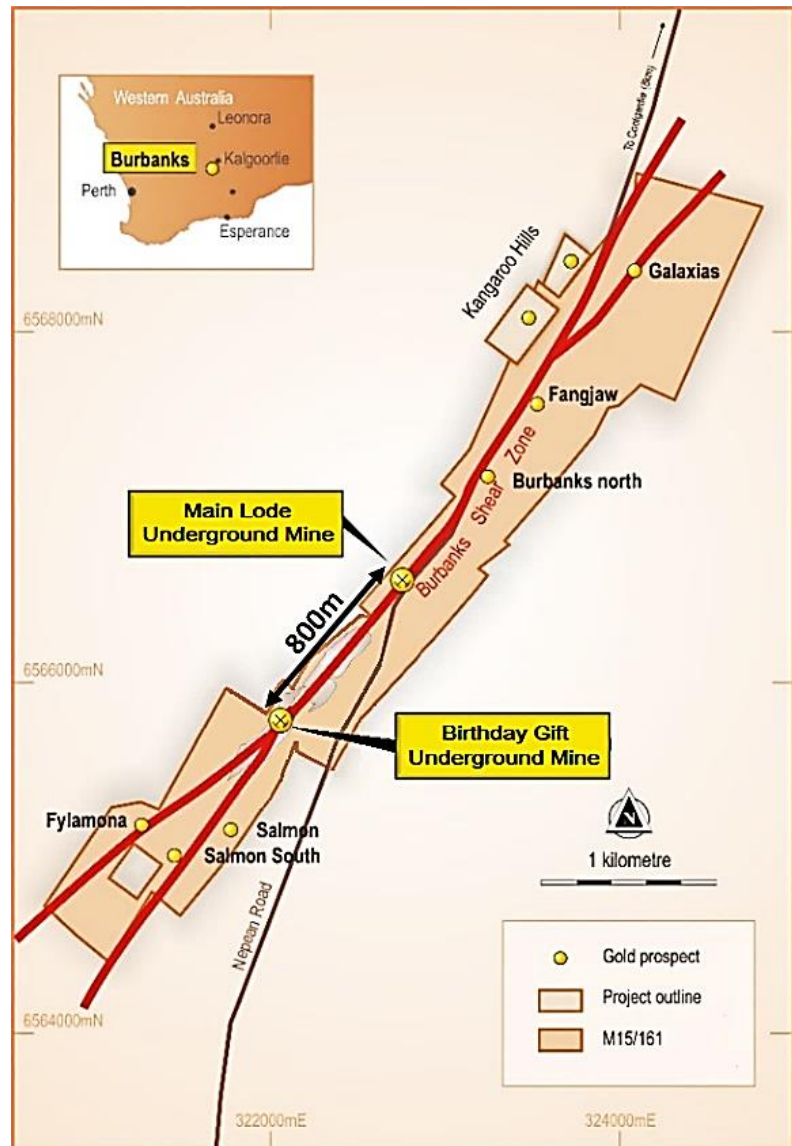 To Coolgardie (8km)
Western Australia
Leonora
Burbanks
Kalgoorlie
Perth
Esperance
Kangaroo Hills
Galaxias
6568000mN
Fangjaw
Burbanks Shear Zone
Burbanks north
Main Lode
Underground Mine
800m
6566000mN
Birthday Gift
Underground Mine
Fylamona
Salmon
Salmon South
N
1 kilometre
Nepean Road
Gold prospect
Project outline
M15/161
6564000mN
322000mE
324000mE